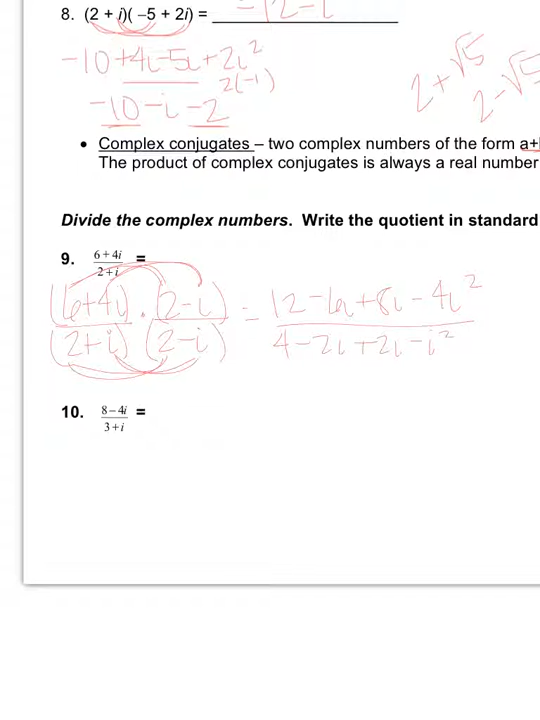 8. (2 + i)( −5 + 2i) = −12−i
−10+4i−5i+2i²
2(−1)
−10−i−2
2+√5
2−√5
• Complex conjugates – two complex numbers of the form a+
The product of complex conjugates is always a real number
Divide the complex numbers. Write the quotient in standard
9. (6+4i)/(2+i) =
(6+4i)/(2+i) · (2−i)/(2−i) = (12−6i+8i−4i²)/(4−2i+2i−i²)
10. (8−4i)/(3+i) =